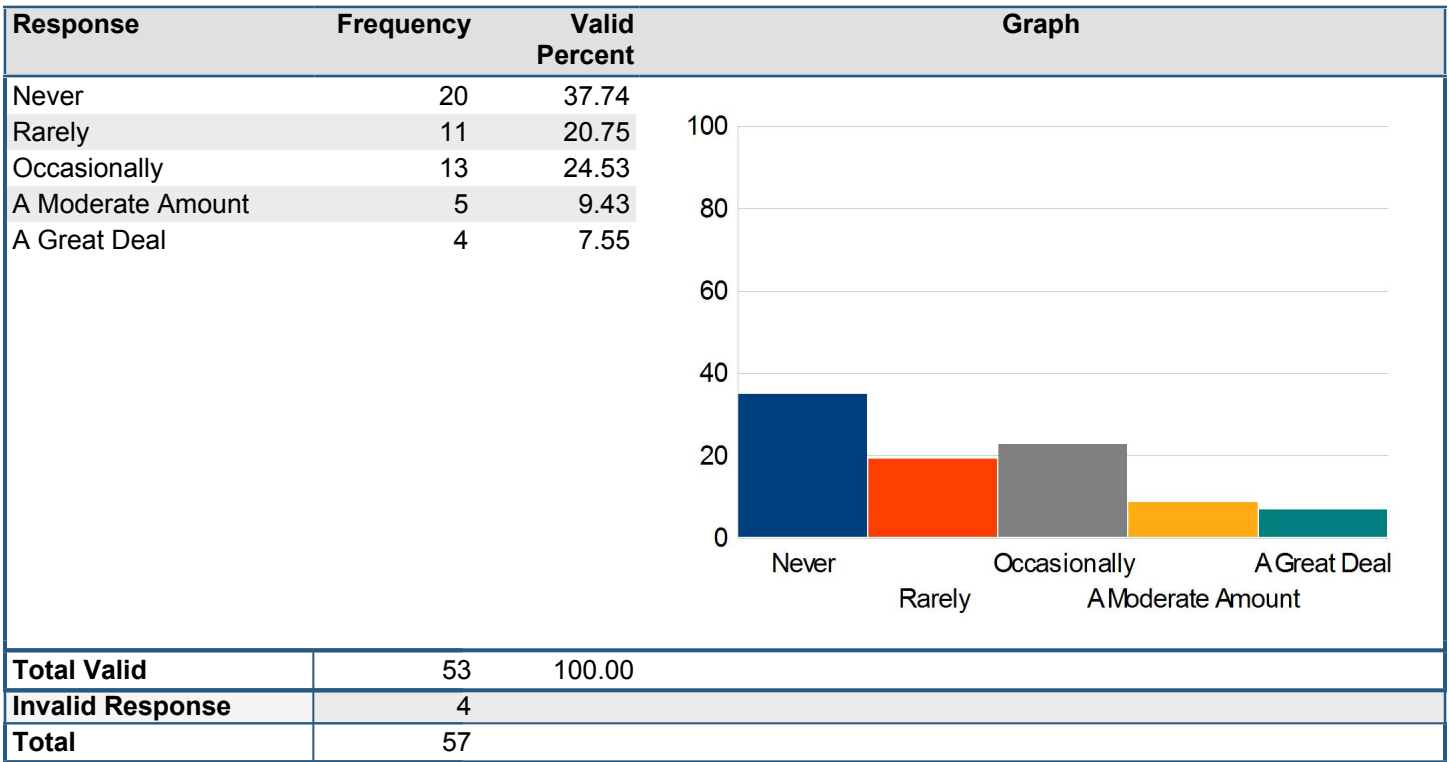 Response Frequency Valid Percent Graph
Never 20 37.74
Rarely 11 20.75
Occasionally 13 24.53
A Moderate Amount 5 9.43
A Great Deal 4 7.55
100
80
60
40
20
0
Never Occasionally A Great Deal
Rarely A Moderate Amount
Total Valid 53 100.00
Invalid Response 4
Total 57